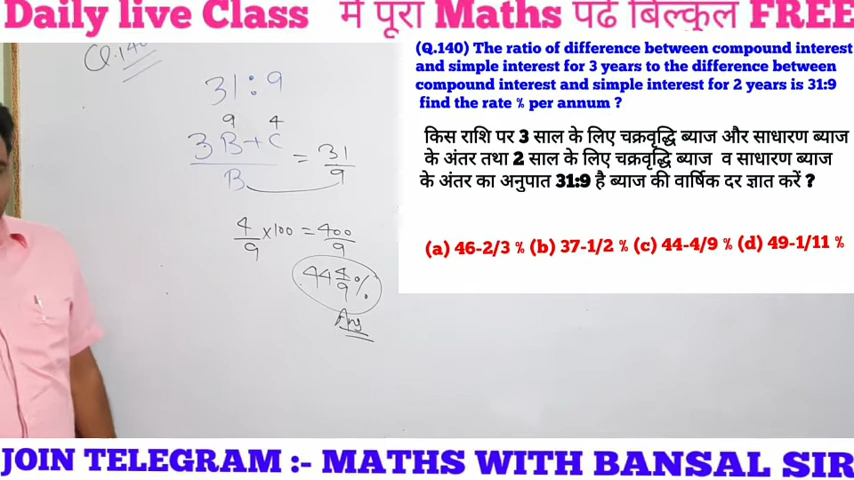 Daily live Class में पूरा Maths पढें बिल्कुल FREE
Q.140
31:9
9 4
3B+C/B = 31/9
4/9 x100 = 400/9
44 4/9%
Ans
(Q.140) The ratio of difference between compound interest
and simple interest for 3 years to the difference between
compound interest and simple interest for 2 years is 31:9
find the rate % per annum ?
किस राशि पर 3 साल के लिए चक्रवृद्धि ब्याज और साधारण ब्याज
के अंतर तथा 2 साल के लिए चक्रवृद्धि ब्याज व साधारण ब्याज
के अंतर का अनुपात 31:9 है ब्याज की वार्षिक दर ज्ञात करें ?
(a) 46-2/3 % (b) 37-1/2 % (c) 44-4/9 % (d) 49-1/11 %
JOIN TELEGRAM :- MATHS WITH BANSAL SIR